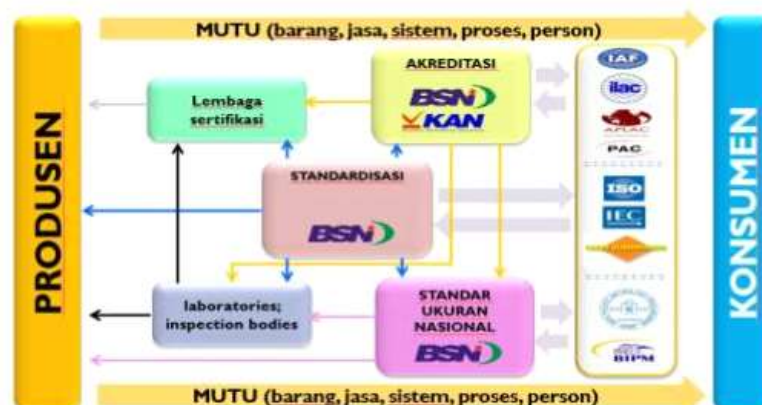 MUTU (barang, jasa, sistem, proses, person)
PRODUSEN
KONSUMEN
Lembaga
sertifikasi
AKREDITASI
BSN
KAN
IAF
ilac
APLAC
PAC
STANDARDISASI
BSN
ISO
IEC
laboratories;
inspection bodies
STANDAR
UKURAN
NASIONAL
BSN
BIPM
MUTU (barang, jasa, sistem, proses, person)